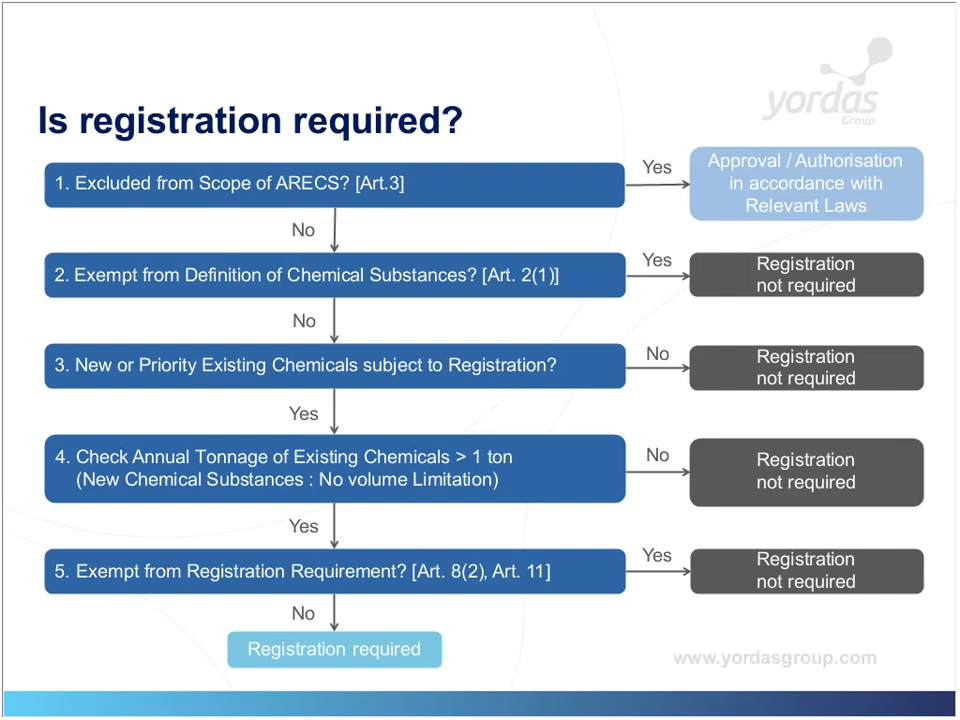 yordas
Group
Is registration required?
1. Excluded from Scope of ARECS? [Art.3]
Yes
Approval / Authorisation
in accordance with
Relevant Laws
No
2. Exempt from Definition of Chemical Substances? [Art. 2(1)]
Yes
Registration
not required
No
3. New or Priority Existing Chemicals subject to Registration?
No
Registration
not required
Yes
4. Check Annual Tonnage of Existing Chemicals > 1 ton
(New Chemical Substances : No volume Limitation)
No
Registration
not required
Yes
5. Exempt from Registration Requirement? [Art. 8(2), Art. 11]
Yes
Registration
not required
No
Registration required
www.yordasgroup.com